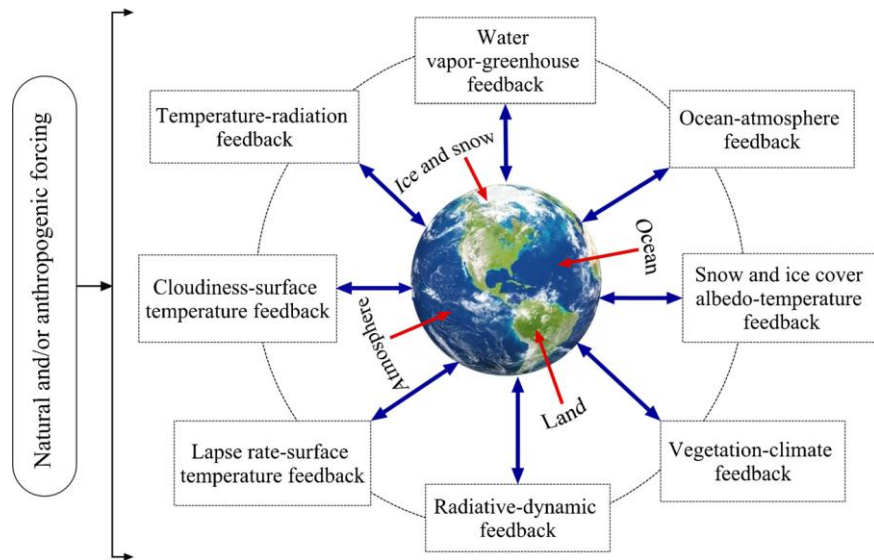 Natural and/or anthropogenic forcing
Water
vapor-greenhouse
feedback
Temperature-radiation
feedback
Ocean-atmosphere
feedback
Ice and snow
Ocean
Cloudiness-surface
temperature feedback
Snow and ice cover
albedo-temperature
feedback
Atmosphere
Land
Lapse rate-surface
temperature feedback
Vegetation-climate
feedback
Radiative-dynamic
feedback